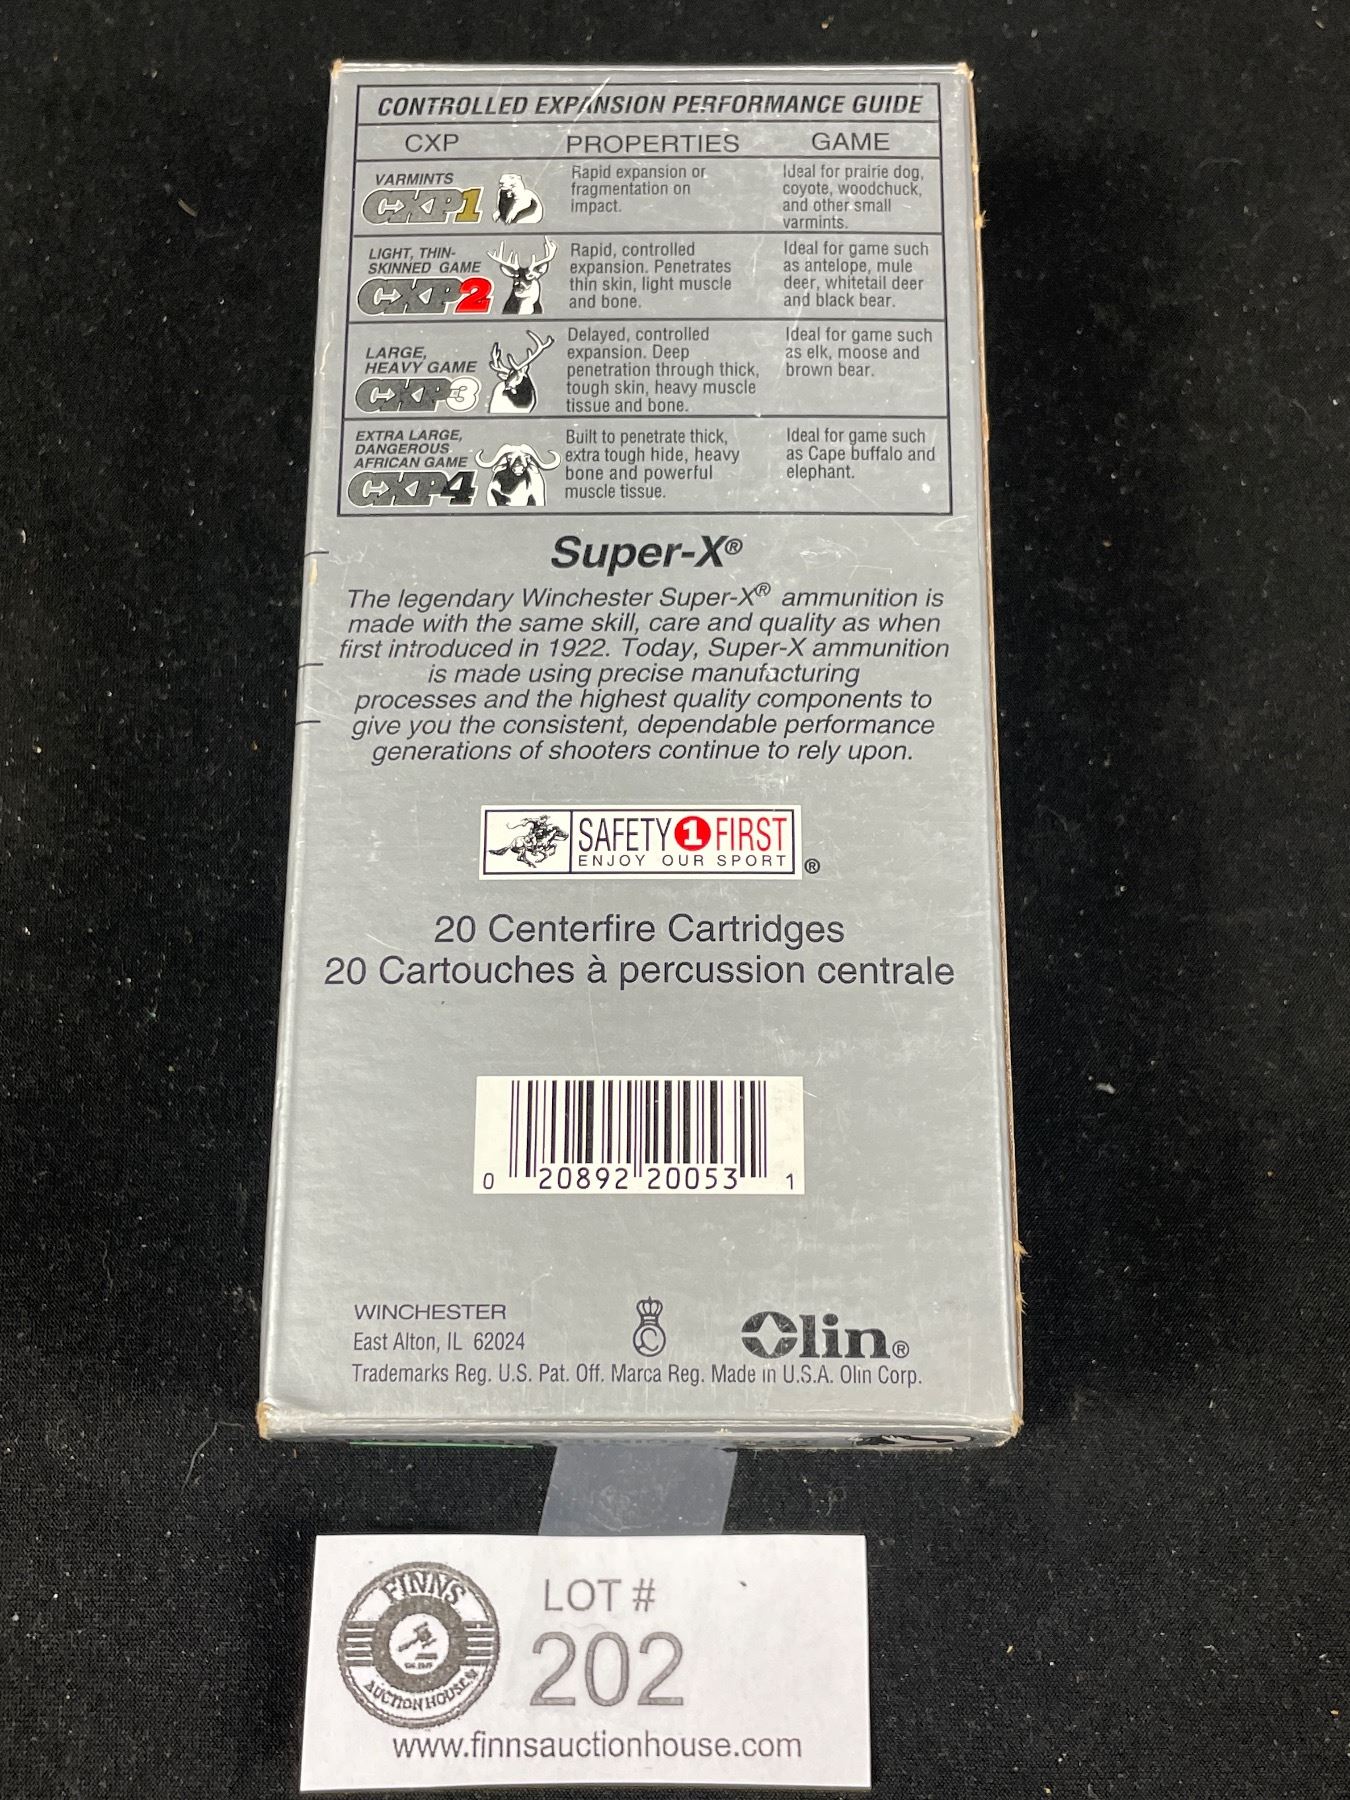 CONTROLLED EXPANSION PERFORMANCE GUIDE
CXP PROPERTIES GAME
VARMINTS
CXP1
Rapid expansion or
fragmentation on
impact.
Ideal for prairie dog,
coyote, woodchuck,
and other small
varmints.
LIGHT, THIN-
SKINNED GAME
CXP2
Rapid, controlled
expansion. Penetrates
thin skin, light muscle
and bone.
Ideal for game such
as antelope, mule
deer, whitetail deer
and black bear.
LARGE,
HEAVY GAME
CXP3
Delayed, controlled
expansion. Deep
penetration through thick,
tough skin, heavy muscle
tissue and bone.
Ideal for game such
as elk, moose and
brown bear.
EXTRA LARGE,
DANGEROUS
AFRICAN GAME
CXP4
Built to penetrate thick,
extra tough hide, heavy
bone and powerful
muscle tissue.
Ideal for game such
as Cape buffalo and
elephant.
Super-X®
The legendary Winchester Super-X® ammunition is
made with the same skill, care and quality as when
first introduced in 1922. Today, Super-X ammunition
is made using precise manufacturing
processes and the highest quality components to
give you the consistent, dependable performance
generations of shooters continue to rely upon.
SAFETY 1 FIRST
ENJOY OUR SPORT ®
20 Centerfire Cartridges
20 Cartouches à percussion centrale
0 20892 20053 1
WINCHESTER
East Alton, IL 62024
C
Olin®
Trademarks Reg. U.S. Pat. Off. Marca Reg. Made in U.S.A. Olin Corp.
FINNS
AUCTION HOUSE
LOT #
202
www.finnsauctionhouse.com